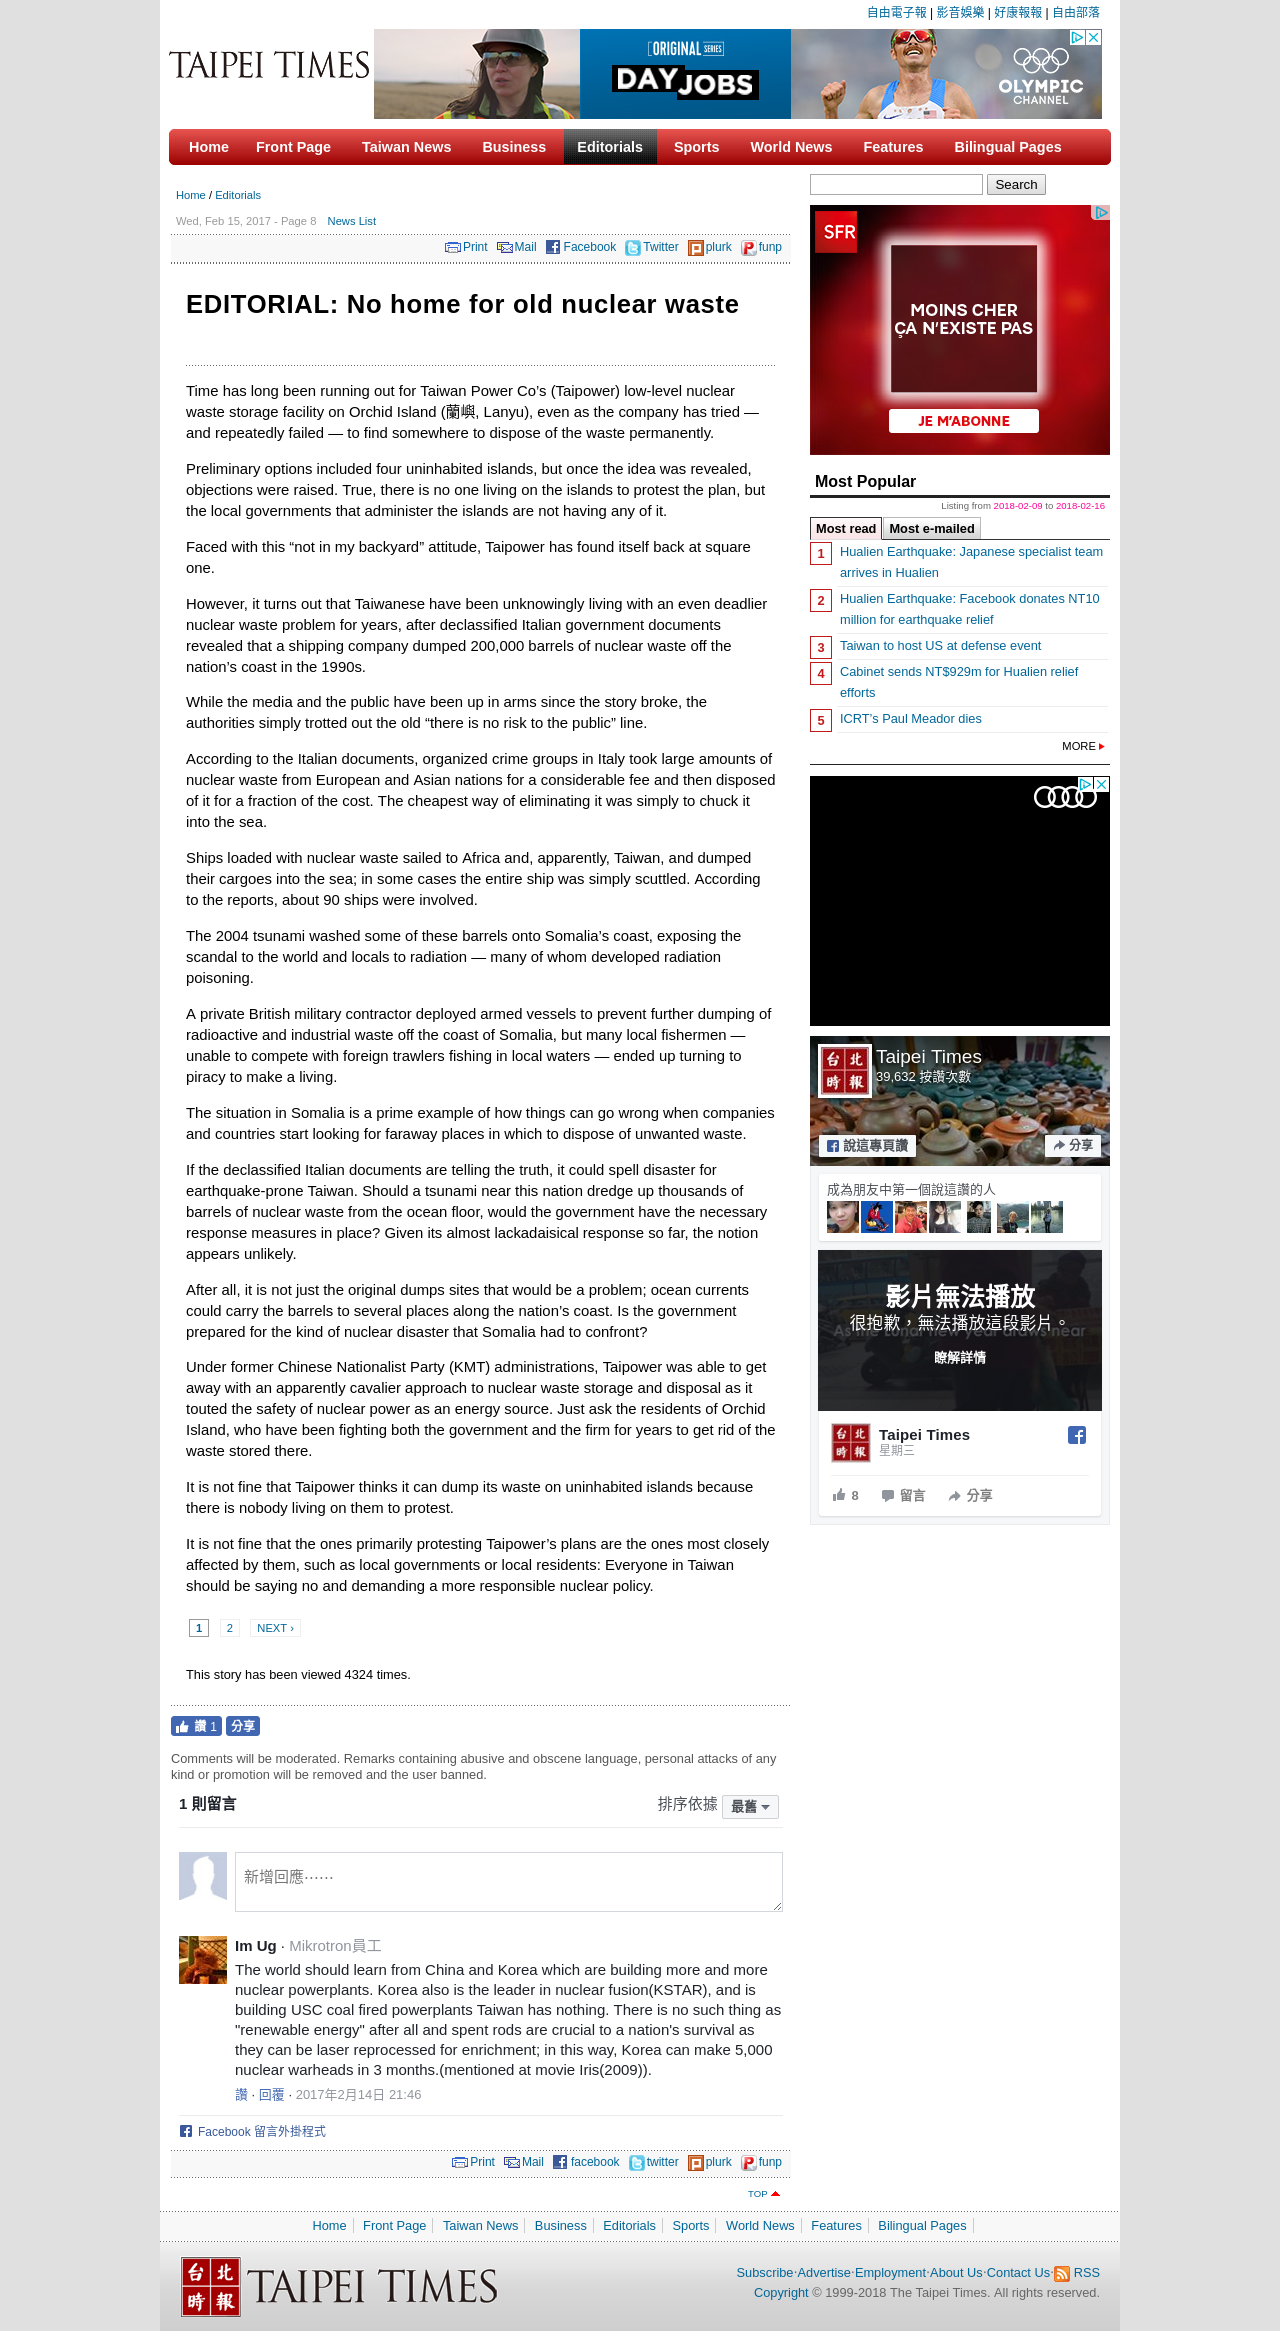 自由電子報 | 影音娛樂 | 好康報報 | 自由部落
TAIPEI TIMES
ORIGINAL SERIES
DAY JOBS
OLYMPIC CHANNEL
Home Front Page Taiwan News Business Editorials Sports World News Features Bilingual Pages
Home / Editorials
Wed, Feb 15, 2017 - Page 8 News List
Print Mail Facebook Twitter plurk funp
EDITORIAL: No home for old nuclear waste
Time has long been running out for Taiwan Power Co’s (Taipower) low-level nuclear
waste storage facility on Orchid Island (蘭嶼, Lanyu), even as the company has tried —
and repeatedly failed — to find somewhere to dispose of the waste permanently.
Preliminary options included four uninhabited islands, but once the idea was revealed,
objections were raised. True, there is no one living on the islands to protest the plan, but
the local governments that administer the islands are not having any of it.
Faced with this “not in my backyard” attitude, Taipower has found itself back at square
one.
However, it turns out that Taiwanese have been unknowingly living with an even deadlier
nuclear waste problem for years, after declassified Italian government documents
revealed that a shipping company dumped 200,000 barrels of nuclear waste off the
nation’s coast in the 1990s.
While the media and the public have been up in arms since the story broke, the
authorities simply trotted out the old “there is no risk to the public” line.
According to the Italian documents, organized crime groups in Italy took large amounts of
nuclear waste from European and Asian nations for a considerable fee and then disposed
of it for a fraction of the cost. The cheapest way of eliminating it was simply to chuck it
into the sea.
Ships loaded with nuclear waste sailed to Africa and, apparently, Taiwan, and dumped
their cargoes into the sea; in some cases the entire ship was simply scuttled. According
to the reports, about 90 ships were involved.
The 2004 tsunami washed some of these barrels onto Somalia’s coast, exposing the
scandal to the world and locals to radiation — many of whom developed radiation
poisoning.
A private British military contractor deployed armed vessels to prevent further dumping of
radioactive and industrial waste off the coast of Somalia, but many local fishermen —
unable to compete with foreign trawlers fishing in local waters — ended up turning to
piracy to make a living.
The situation in Somalia is a prime example of how things can go wrong when companies
and countries start looking for faraway places in which to dispose of unwanted waste.
If the declassified Italian documents are telling the truth, it could spell disaster for
earthquake-prone Taiwan. Should a tsunami near this nation dredge up thousands of
barrels of nuclear waste from the ocean floor, would the government have the necessary
response measures in place? Given its almost lackadaisical response so far, the notion
appears unlikely.
After all, it is not just the original dumps sites that would be a problem; ocean currents
could carry the barrels to several places along the nation’s coast. Is the government
prepared for the kind of nuclear disaster that Somalia had to confront?
Under former Chinese Nationalist Party (KMT) administrations, Taipower was able to get
away with an apparently cavalier approach to nuclear waste storage and disposal as it
touted the safety of nuclear power as an energy source. Just ask the residents of Orchid
Island, who have been fighting both the government and the firm for years to get rid of the
waste stored there.
It is not fine that Taipower thinks it can dump its waste on uninhabited islands because
there is nobody living on them to protest.
It is not fine that the ones primarily protesting Taipower’s plans are the ones most closely
affected by them, such as local governments or local residents: Everyone in Taiwan
should be saying no and demanding a more responsible nuclear policy.
1 2 NEXT ›
This story has been viewed 4324 times.
讚 1 分享
Comments will be moderated. Remarks containing abusive and obscene language, personal attacks of any
kind or promotion will be removed and the user banned.
1 則留言 排序依據 最舊
新增回應⋯⋯
Im Ug · Mikrotron員工
The world should learn from China and Korea which are building more and more
nuclear powerplants. Korea also is the leader in nuclear fusion(KSTAR), and is
building USC coal fired powerplants Taiwan has nothing. There is no such thing as
"renewable energy" after all and spent rods are crucial to a nation's survival as
they can be laser reprocessed for enrichment; in this way, Korea can make 5,000
nuclear warheads in 3 months.(mentioned at movie Iris(2009)).
讚 · 回覆 · 2017年2月14日 21:46
Facebook 留言外掛程式
Print Mail facebook twitter plurk funp
TOP
Search
SFR
MOINS CHER
ÇA N’EXISTE PAS
JE M’ABONNE
Most Popular
Listing from 2018-02-09 to 2018-02-16
Most read Most e-mailed
1 Hualien Earthquake: Japanese specialist team
arrives in Hualien
2 Hualien Earthquake: Facebook donates NT10
million for earthquake relief
3 Taiwan to host US at defense event
4 Cabinet sends NT$929m for Hualien relief
efforts
5 ICRT’s Paul Meador dies
MORE
台北時報
Taipei Times
39,632 按讚次數
說這專頁讚 分享
成為朋友中第一個說這讚的人
影片無法播放
很抱歉，無法播放這段影片。
As the Lunar new year draws near
瞭解詳情
台北時報
Taipei Times
星期三
8 留言 分享
Home Front Page Taiwan News Business Editorials Sports World News Features Bilingual Pages
台北時報 TAIPEI TIMES
Subscribe·Advertise·Employment·About Us·Contact Us· RSS
Copyright © 1999-2018 The Taipei Times. All rights reserved.